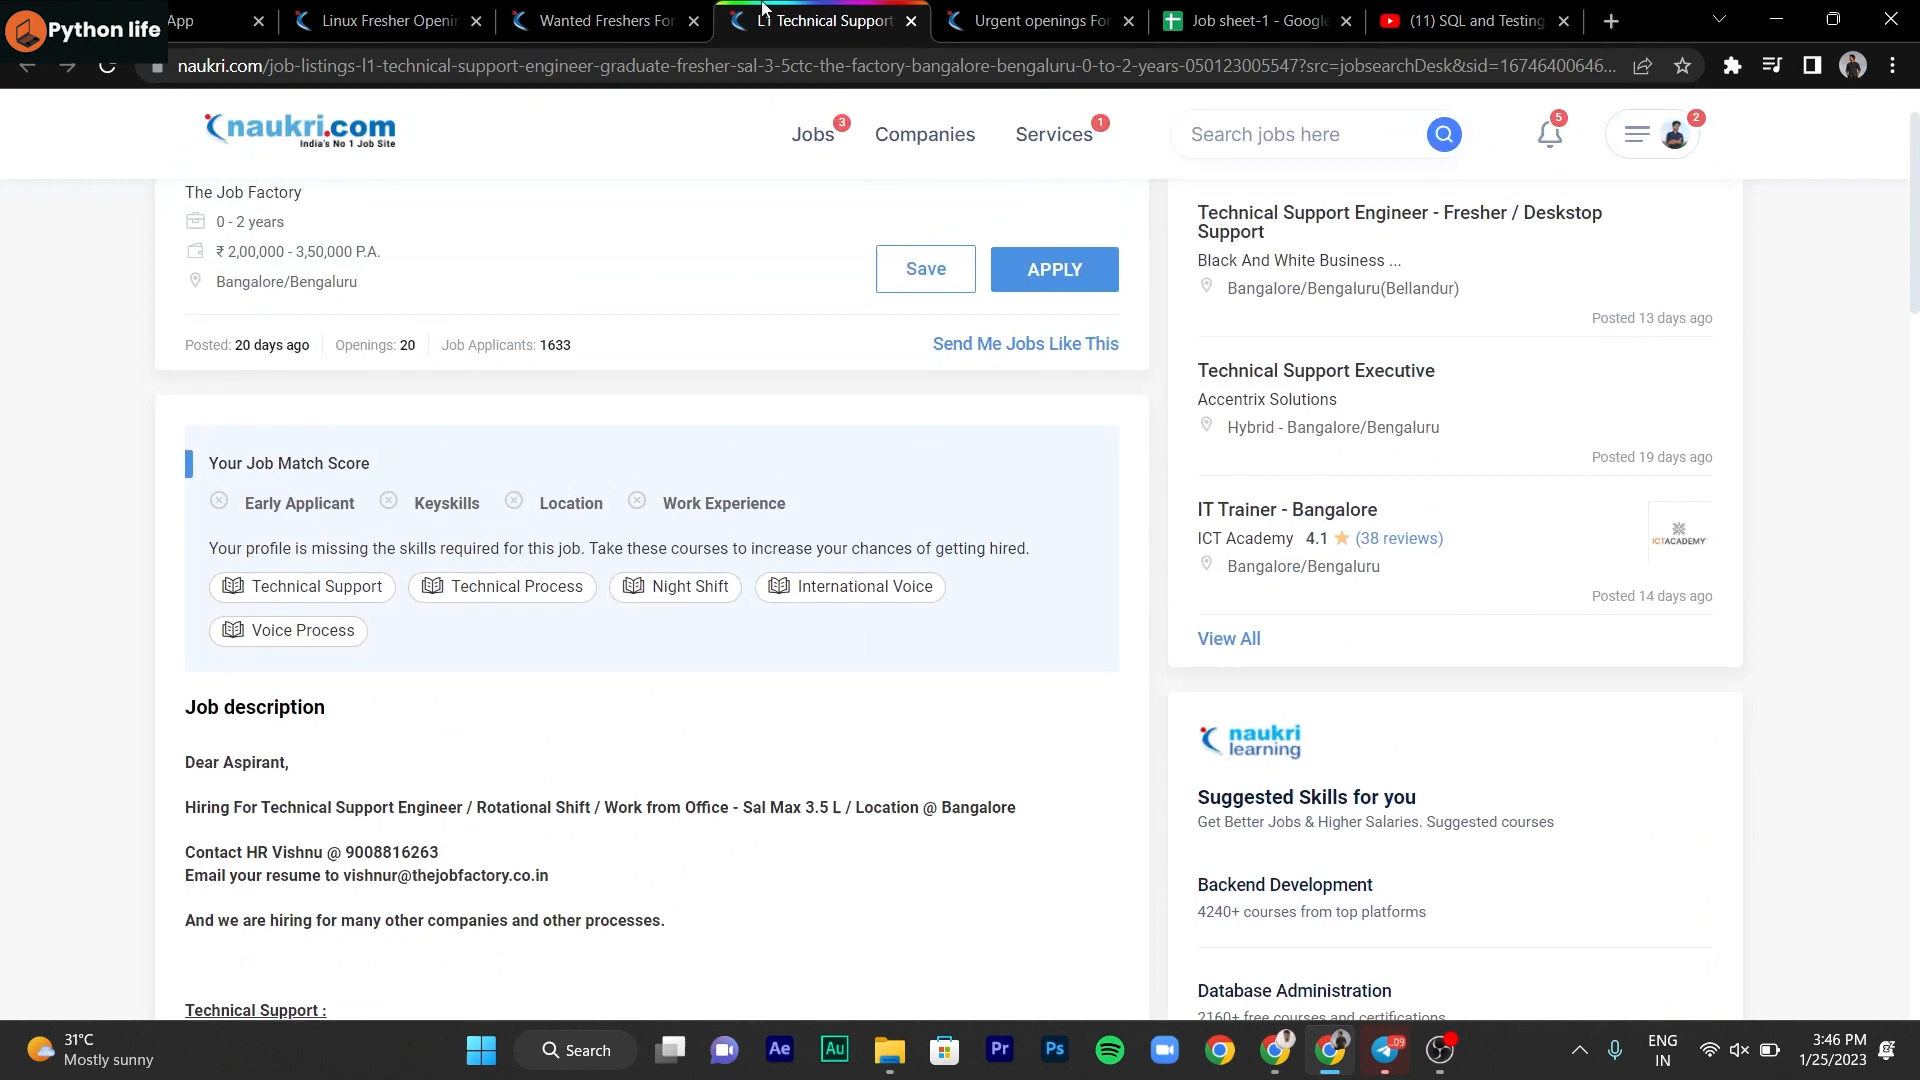 Python life
App
Linux Fresher Openin
Wanted Freshers For
L1 Technical Support
Urgent openings For
Job sheet-1 - Google
(11) SQL and Testing
naukri.com/job-listings-l1-technical-support-engineer-graduate-fresher-sal-3-5ctc-the-factory-bangalore-bengaluru-0-to-2-years-050123005547?src=jobsearchDesk&sid=16746400646...
naukri.com
India's No 1 Job Site
Jobs 3
Companies
Services 1
Search jobs here
5
2
The Job Factory
0 - 2 years
₹ 2,00,000 - 3,50,000 P.A.
Bangalore/Bengaluru
Save
APPLY
Posted: 20 days ago
Openings: 20
Job Applicants: 1633
Send Me Jobs Like This
Your Job Match Score
Early Applicant
Keyskills
Location
Work Experience
Your profile is missing the skills required for this job. Take these courses to increase your chances of getting hired.
Technical Support
Technical Process
Night Shift
International Voice
Voice Process
Job description
Dear Aspirant,
Hiring For Technical Support Engineer / Rotational Shift / Work from Office - Sal Max 3.5 L / Location @ Bangalore
Contact HR Vishnu @ 9008816263
Email your resume to vishnur@thejobfactory.co.in
And we are hiring for many other companies and other processes.
Technical Support :
Technical Support Engineer - Fresher / Deskstop
Support
Black And White Business ...
Bangalore/Bengaluru(Bellandur)
Posted 13 days ago
Technical Support Executive
Accentrix Solutions
Hybrid - Bangalore/Bengaluru
Posted 19 days ago
IT Trainer - Bangalore
ICT Academy 4.1 (38 reviews)
ICTACADEMY
Bangalore/Bengaluru
Posted 14 days ago
View All
naukri
learning
Suggested Skills for you
Get Better Jobs & Higher Salaries. Suggested courses
Backend Development
4240+ courses from top platforms
Database Administration
2160+ free courses and certifications
31°C
Mostly sunny
Search
Ae
Au
Pr
Ps
.09
ENG
IN
3:46 PM
1/25/2023